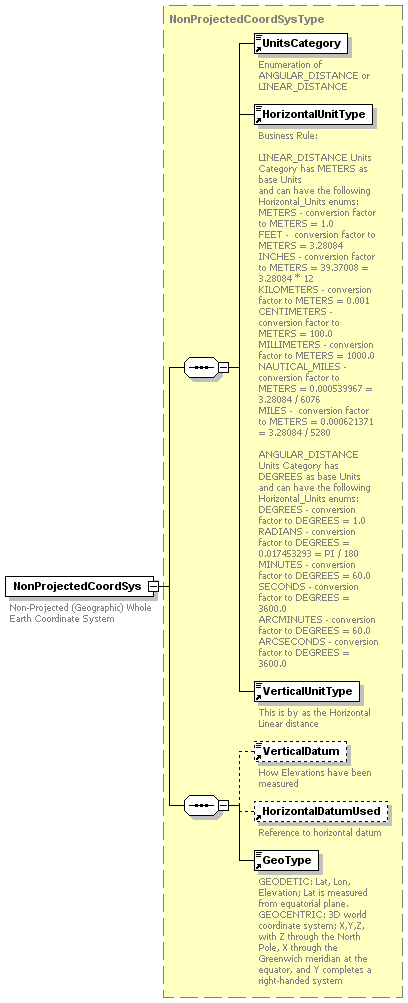 NonProjectedCoordSysType
UnitsCategory
Enumeration of
ANGULAR_DISTANCE or
LINEAR_DISTANCE
HorizontalUnitType
Business Rule:
LINEAR_DISTANCE Units
Category has METERS as
base Units
and can have the following
Horizontal_Units enums:
METERS - conversion factor
to METERS = 1.0
FEET -  conversion factor to
METERS = 3.28084
INCHES - conversion factor
to METERS = 39.37008 =
3.28084 * 12
KILOMETERS - conversion
factor to METERS = 0.001
CENTIMETERS -
conversion factor to
METERS = 100.0
MILLIMETERS - conversion
factor to METERS = 1000.0
NAUTICAL_MILES -
conversion factor to
METERS = 0.000539967 =
3.28084 / 6076
MILES -  conversion factor
to METERS = 0.000621371
= 3.28084 / 5280
ANGULAR_DISTANCE
Units Category has
DEGREES as base Units
and can have the following
Horizontal_Units enums:
DEGREES - conversion
factor to DEGREES = 1.0
RADIANS - conversion
factor to DEGREES =
0.017453293 = PI / 180
MINUTES - conversion
factor to DEGREES = 60.0
SECONDS - conversion
factor to DEGREES =
3600.0
ARCMINUTES - conversion
factor to DEGREES = 60.0
ARCSECONDS - conversion
factor to DEGREES =
3600.0
NonProjectedCoordSys
Non-Projected (Geographic) Whole
Earth Coordinate System
VerticalUnitType
This is by as the Horizontal
Linear distance
VerticalDatum
How Elevations have been
measured
HorizontalDatumUsed
Reference to horizontal datum
GeoType
GEODETIC: Lat, Lon,
Elevation; Lat is measured
from equatorial plane.
GEOCENTRIC: 3D world
coordinate system; X,Y,Z,
with Z through the North
Pole, X through the
Greenwich meridian at the
equator, and Y completes a
right-handed system